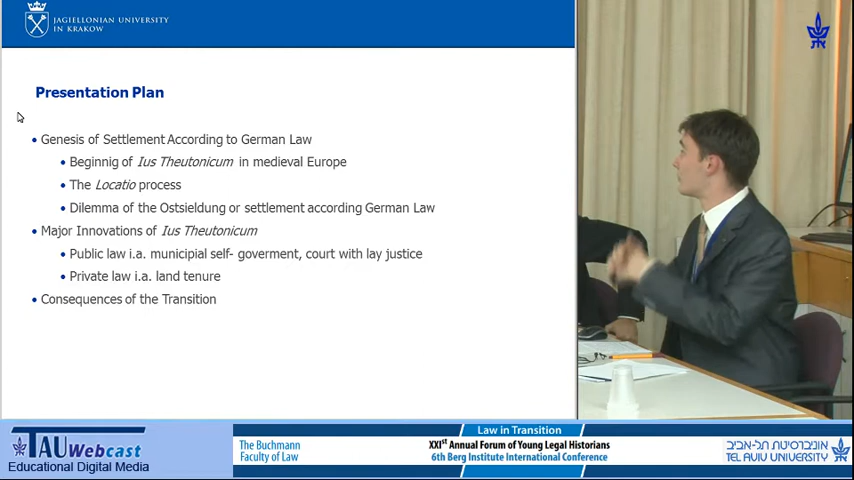 JAGIELLONIAN UNIVERSITY
IN KRAKOW
Presentation Plan
Genesis of Settlement According to German Law
Beginnig of Ius Theutonicum in medieval Europe
The Locatio process
Dilemma of the Ostsieldung or settlement according German Law
Major Innovations of Ius Theutonicum
Public law i.a. municipial self- goverment, court with lay justice
Private law i.a. land tenure
Consequences of the Transition
TAU Webcast
Educational Digital Media
The Buchmann
Faculty of Law
Law in Transition
XXIst Annual Forum of Young Legal Historians
6th Berg Institute International Conference
אוניברסיטת תל-אביב
TEL AVIV UNIVERSITY